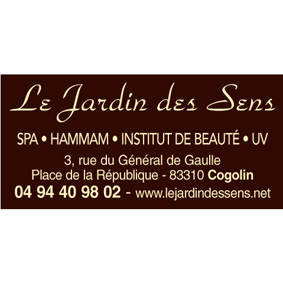 Le Jardin des Sens
SPA • HAMMAM • INSTITUT DE BEAUTÉ • UV
3, rue du Général de Gaulle
Place de la République - 83310 Cogolin
04 94 40 98 02 - www.lejardindessens.net